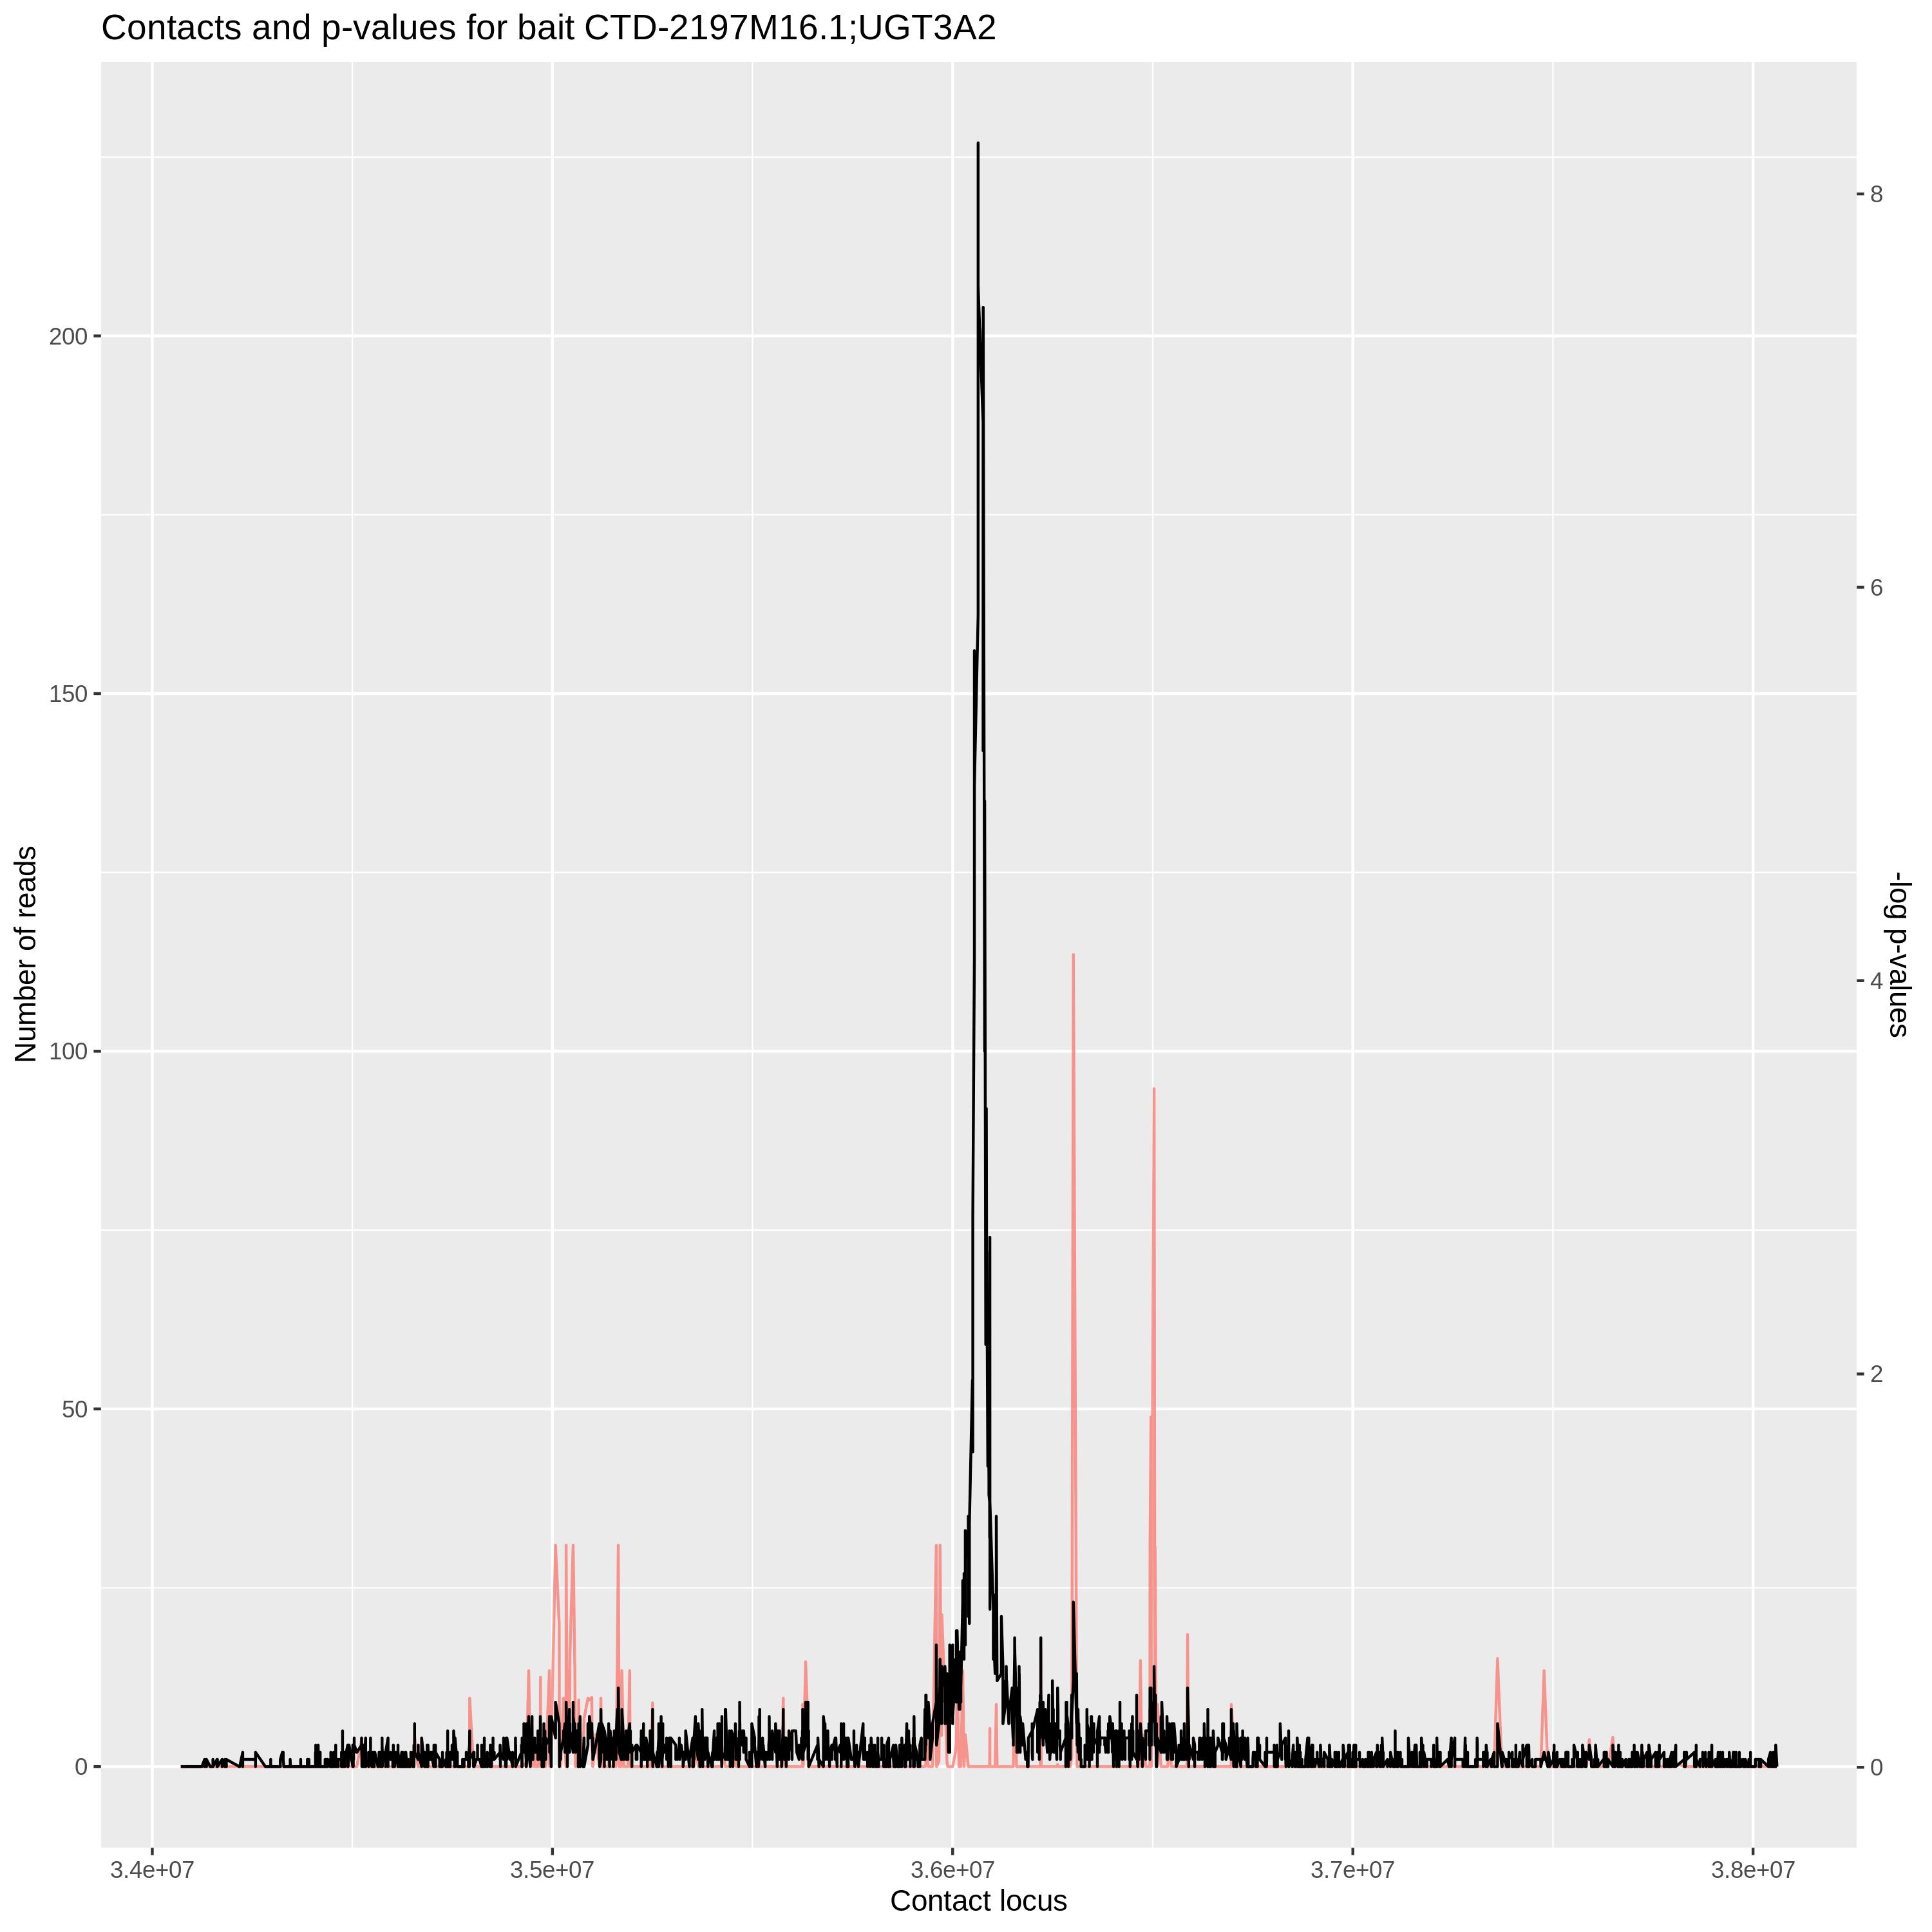 Contacts and p-values for bait CTD-2197M16.1;UGT3A2
Number of reads
200
150
100
50
0
8
6
4
2
0
-log p-values
3.4e+07 3.5e+07 3.6e+07 3.7e+07 3.8e+07
Contact locus